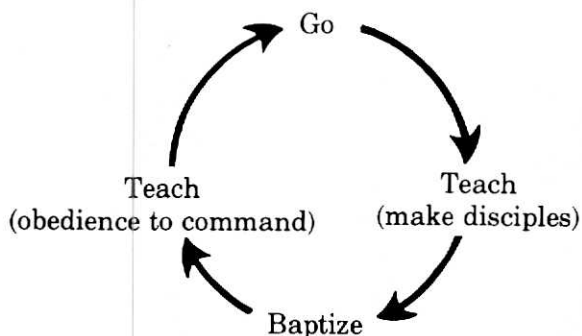 Go
Teach
(make disciples)
Baptize
Teach
(obedience to command)